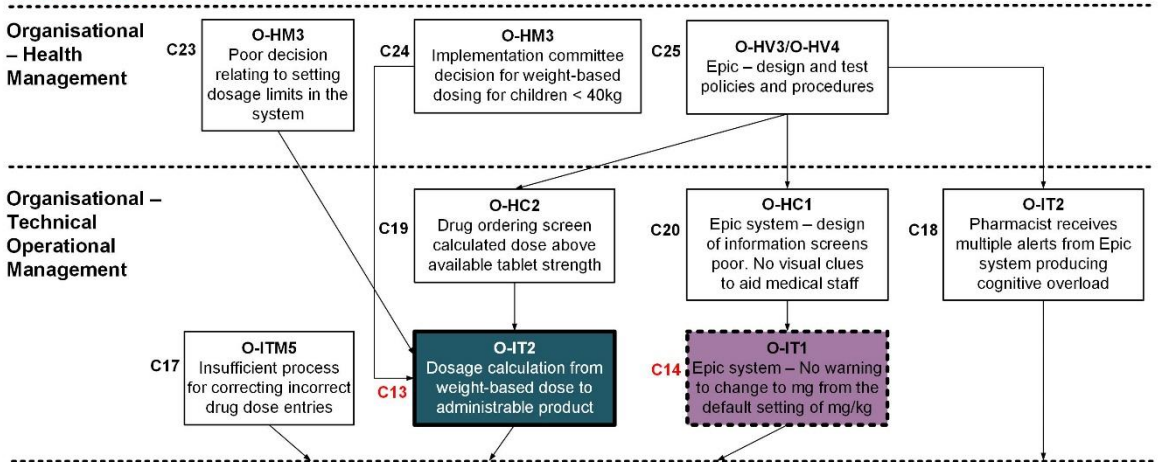 Organisational
– Health
Management
C23
O-HM3
Poor decision
relating to setting
dosage limits in the
system
C24
O-HM3
Implementation committee
decision for weight-based
dosing for children < 40kg
C25
O-HV3/O-HV4
Epic – design and test
policies and procedures
Organisational –
Technical
Operational
Management
C19
O-HC2
Drug ordering screen
calculated dose above
available tablet strength
C20
O-HC1
Epic system – design
of information screens
poor. No visual clues
to aid medical staff
C18
O-IT2
Pharmacist receives
multiple alerts from Epic
system producing
cognitive overload
C17
O-ITM5
Insufficient process
for correcting incorrect
drug dose entries
C13
O-IT2
Dosage calculation from
weight-based dose to
administrable product
C14
O-IT1
Epic system – No warning
to change to mg from the
default setting of mg/kg